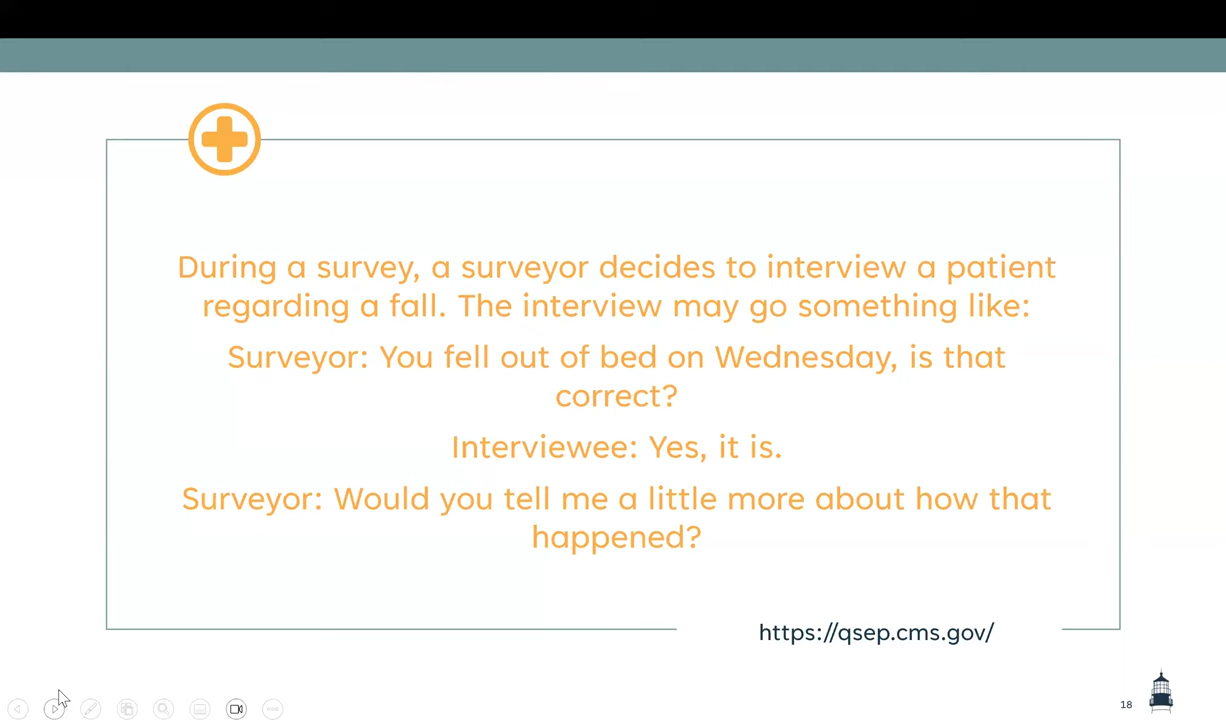 During a survey, a surveyor decides to interview a patient
regarding a fall. The interview may go something like:
Surveyor: You fell out of bed on Wednesday, is that
correct?
Interviewee: Yes, it is.
Surveyor: Would you tell me a little more about how that
happened?
https://qsep.cms.gov/
18